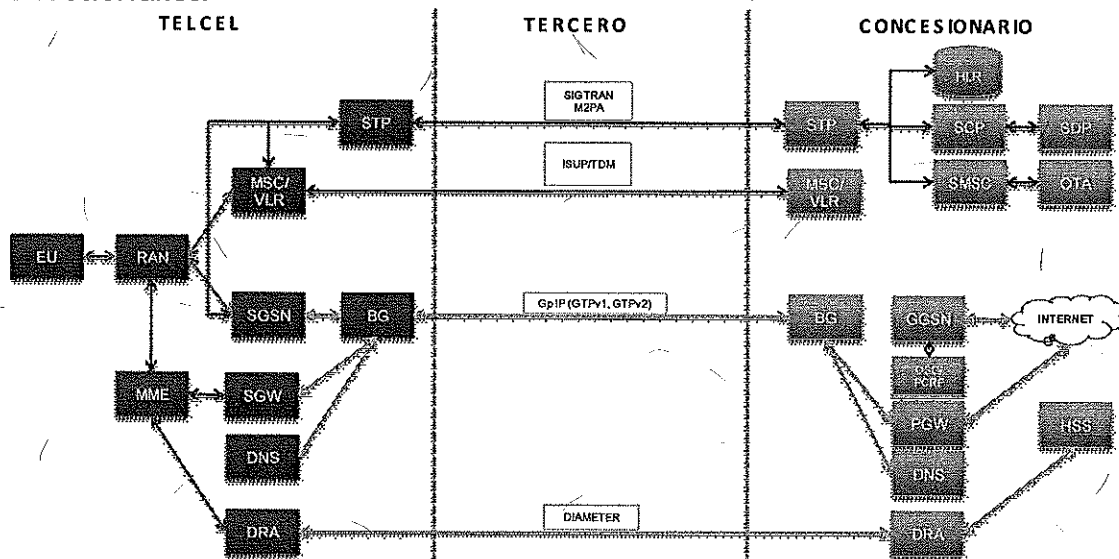 TELCEL
TERCERO
CONCESIONARIO
HLR
SIGTRAN
M2PA
STP
STP
SCP
SDP
ISUP/TDM
MSC/
VLR
MSC/
VLR
SMSC
OTA
EU
RAN
SGSN
BG
GpIP (GTPv1, GTPv2)
BG
GGSN
INTERNET
PCRF
MME
SGW
PGW
HSS
DNS
DNS
DRA
DIAMETER
DRA